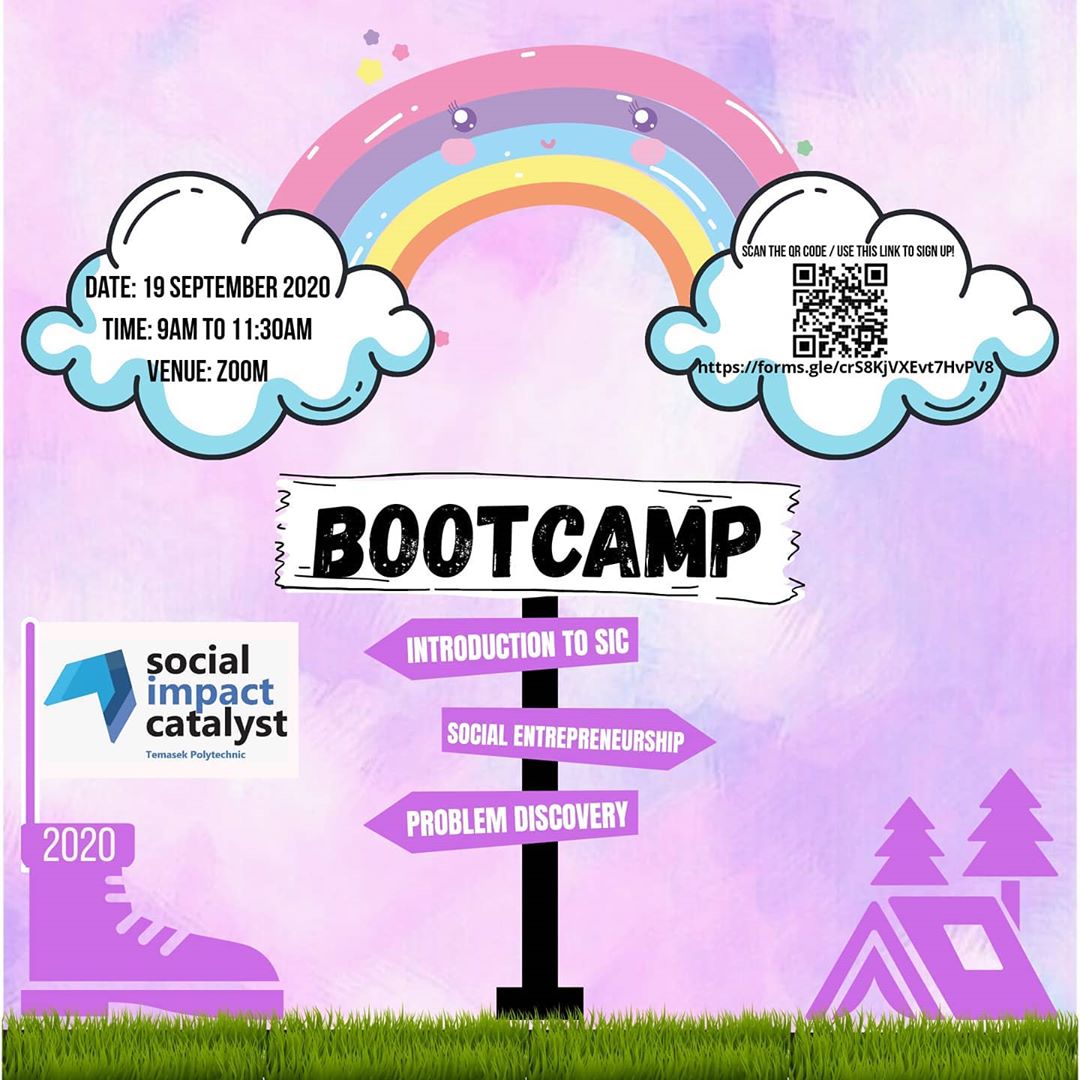 DATE: 19 SEPTEMBER 2020
TIME: 9AM TO 11:30AM
VENUE: ZOOM
SCAN THE QR CODE / USE THIS LINK TO SIGN UP!
https://forms.gle/crS8KjVXEvt7HvPV8
BOOTCAMP
INTRODUCTION TO SIC
SOCIAL ENTREPRENEURSHIP
PROBLEM DISCOVERY
social
impact
catalyst
Temasek Polytechnic
2020